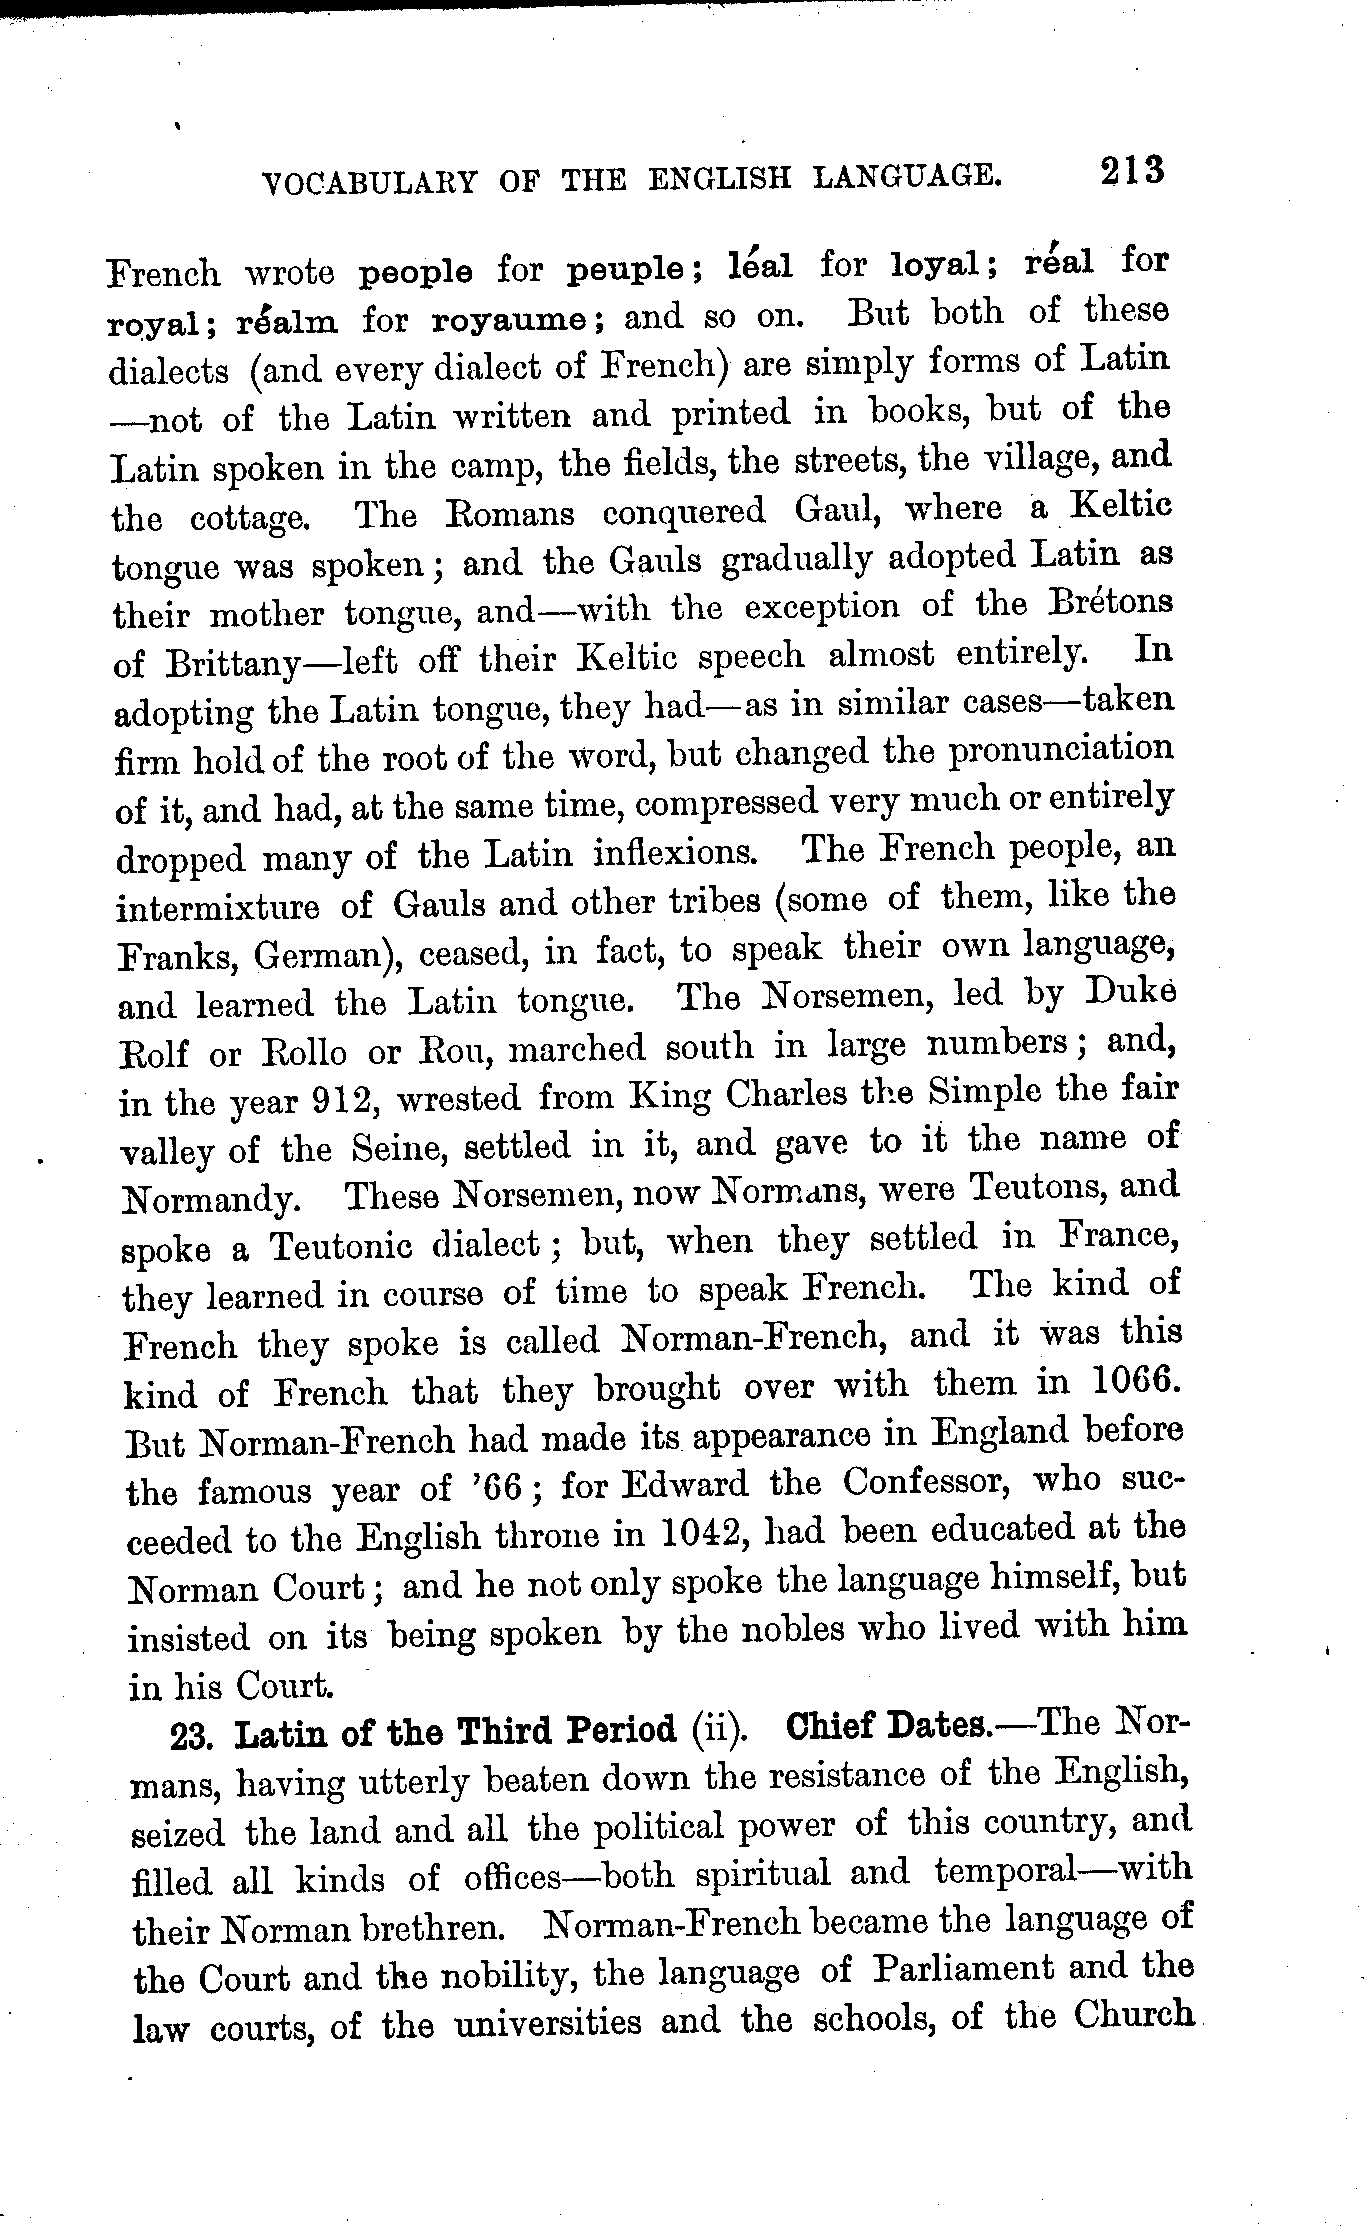 VOCABULARY OF THE ENGLISH LANGUAGE. 213
French wrote people for peuple; léal for loyal; réal for
royal; réalm for royaume; and so on. But both of these
dialects (and every dialect of French) are simply forms of Latin
—not of the Latin written and printed in books, but of the
Latin spoken in the camp, the fields, the streets, the village, and
the cottage. The Romans conquered Gaul, where a Keltic
tongue was spoken; and the Gauls gradually adopted Latin as
their mother tongue, and—with the exception of the Brétons
of Brittany—left off their Keltic speech almost entirely. In
adopting the Latin tongue, they had—as in similar cases—taken
firm hold of the root of the word, but changed the pronunciation
of it, and had, at the same time, compressed very much or entirely
dropped many of the Latin inflexions. The French people, an
intermixture of Gauls and other tribes (some of them, like the
Franks, German), ceased, in fact, to speak their own language,
and learned the Latin tongue. The Norsemen, led by Duke
Rolf or Rollo or Rou, marched south in large numbers; and,
in the year 912, wrested from King Charles the Simple the fair
valley of the Seine, settled in it, and gave to it the name of
Normandy. These Norsemen, now Normans, were Teutons, and
spoke a Teutonic dialect; but, when they settled in France,
they learned in course of time to speak French. The kind of
French they spoke is called Norman-French, and it was this
kind of French that they brought over with them in 1066.
But Norman-French had made its appearance in England before
the famous year of ’66; for Edward the Confessor, who suc-
ceeded to the English throne in 1042, had been educated at the
Norman Court; and he not only spoke the language himself, but
insisted on its being spoken by the nobles who lived with him
in his Court.
23. Latin of the Third Period (ii). Chief Dates.—The Nor-
mans, having utterly beaten down the resistance of the English,
seized the land and all the political power of this country, and
filled all kinds of offices—both spiritual and temporal—with
their Norman brethren. Norman-French became the language of
the Court and the nobility, the language of Parliament and the
law courts, of the universities and the schools, of the Church